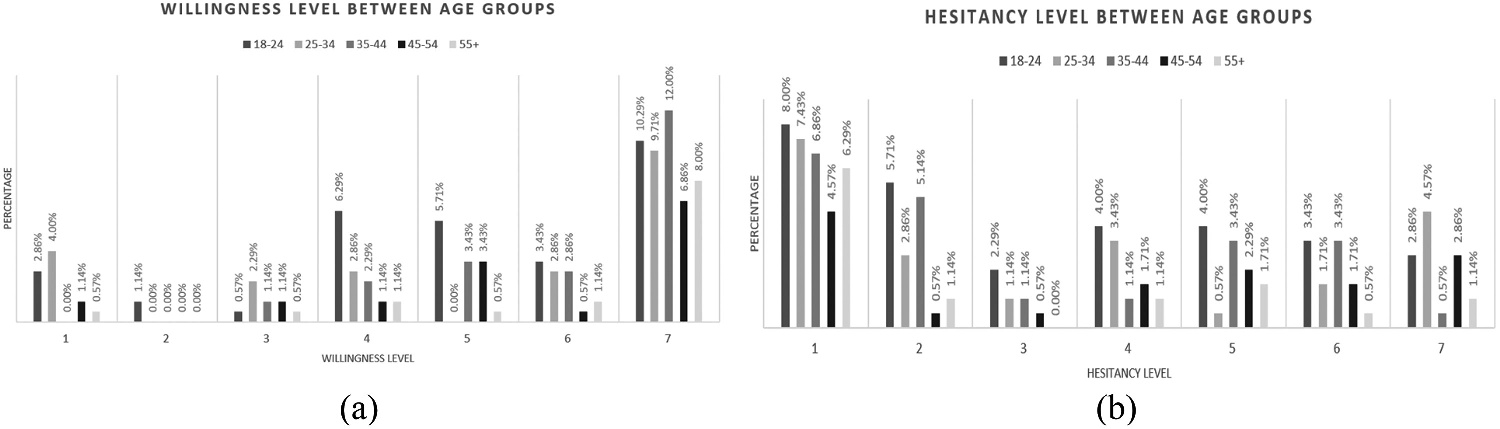 WILLINGNESS LEVEL BETWEEN AGE GROUPS
18-24 25-34 35-44 45-54 55+
PERCENTAGE
2.86% 4.00% 0.00% 1.14% 0.57%
1.14% 0.00% 0.00% 0.00% 0.00%
0.57% 2.29% 1.14% 1.14% 0.57%
6.29% 2.86% 2.29% 1.14% 1.14%
5.71% 0.00% 3.43% 3.43% 0.57%
3.43% 2.86% 2.86% 0.57% 1.14%
10.29% 9.71% 12.00% 6.86% 8.00%
1 2 3 4 5 6 7
WILLINGNESS LEVEL
(a)
HESITANCY LEVEL BETWEEN AGE GROUPS
18-24 25-34 35-44 45-54 55+
PERCENTAGE
8.00% 7.43% 6.86% 4.57% 6.29%
5.71% 2.86% 5.14% 0.57% 1.14%
2.29% 1.14% 1.14% 0.57% 0.00%
4.00% 3.43% 1.14% 1.71% 1.14%
4.00% 0.57% 3.43% 2.29% 1.71%
3.43% 1.71% 3.43% 1.71% 0.57%
2.86% 4.57% 0.57% 2.86% 1.14%
1 2 3 4 5 6 7
HESITANCY LEVEL
(b)